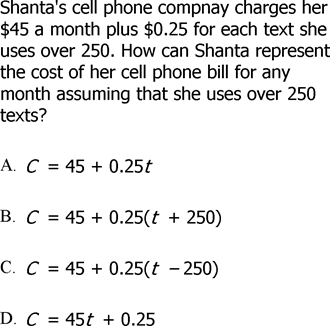 Shanta's cell phone compnay charges her
$45 a month plus $0.25 for each text she
uses over 250. How can Shanta represent
the cost of her cell phone bill for any
month assuming that she uses over 250
texts?
A. C = 45 + 0.25t
B. C = 45 + 0.25(t + 250)
C. C = 45 + 0.25(t − 250)
D. C = 45t + 0.25